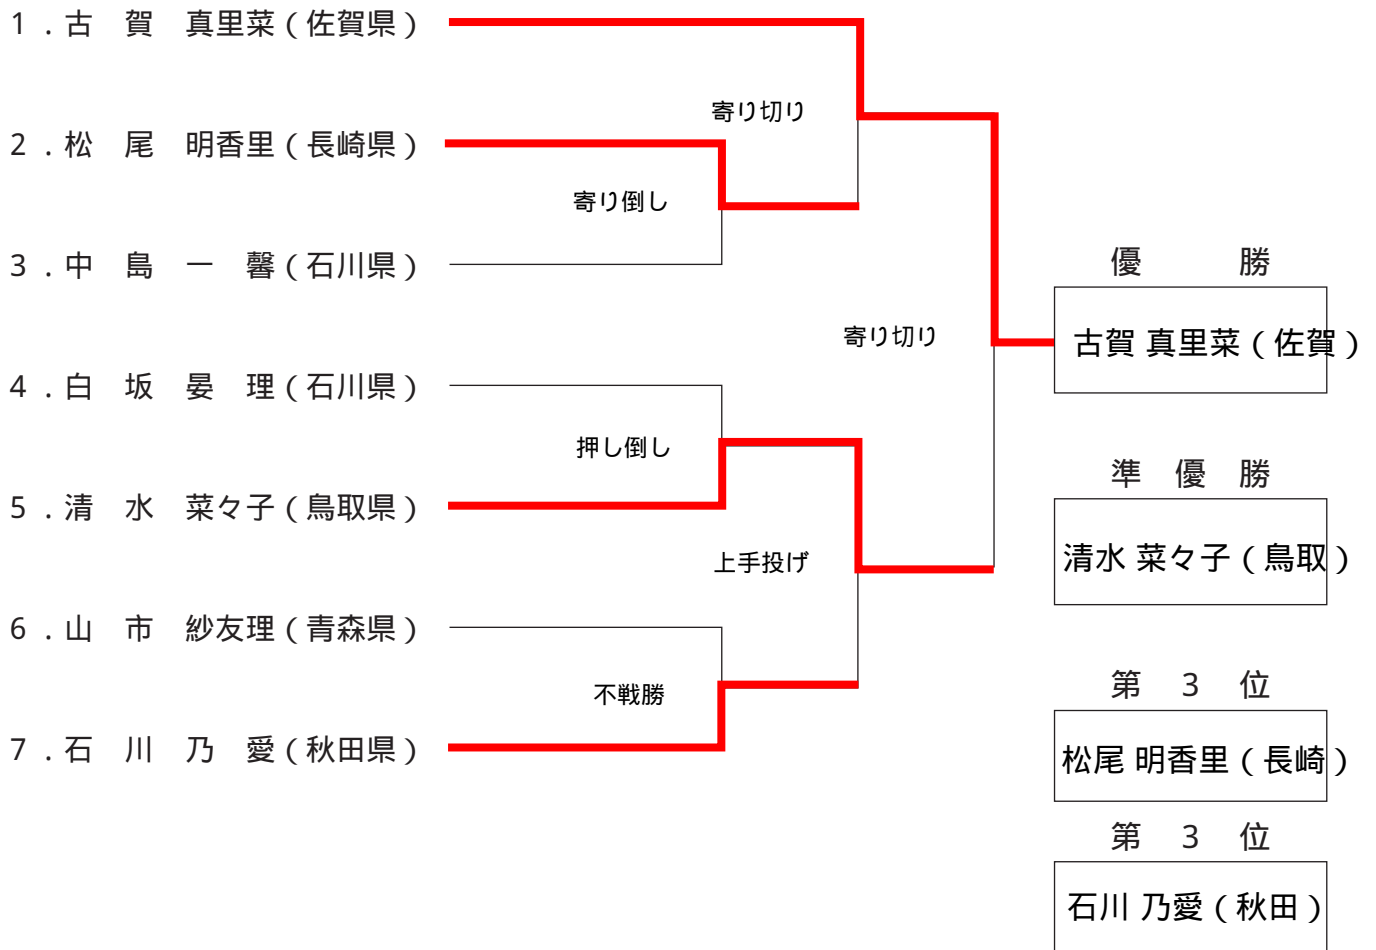 1．古　賀　真里菜（佐賀県）
寄り切り
2．松　尾　明香里（長崎県）
寄り倒し
3．中　島　一　馨（石川県）
4．白　坂　晏　理（石川県）
押し倒し
5．清　水　菜々子（鳥取県）
上手投げ
6．山　市　紗友理（青森県）
不戦勝
7．石　川　乃　愛（秋田県）
寄り切り
優　　勝
古賀 真里菜（佐賀）
準　優　勝
清水 菜々子（鳥取）
第　3　位
松尾 明香里（長崎）
第　3　位
石川 乃愛（秋田）